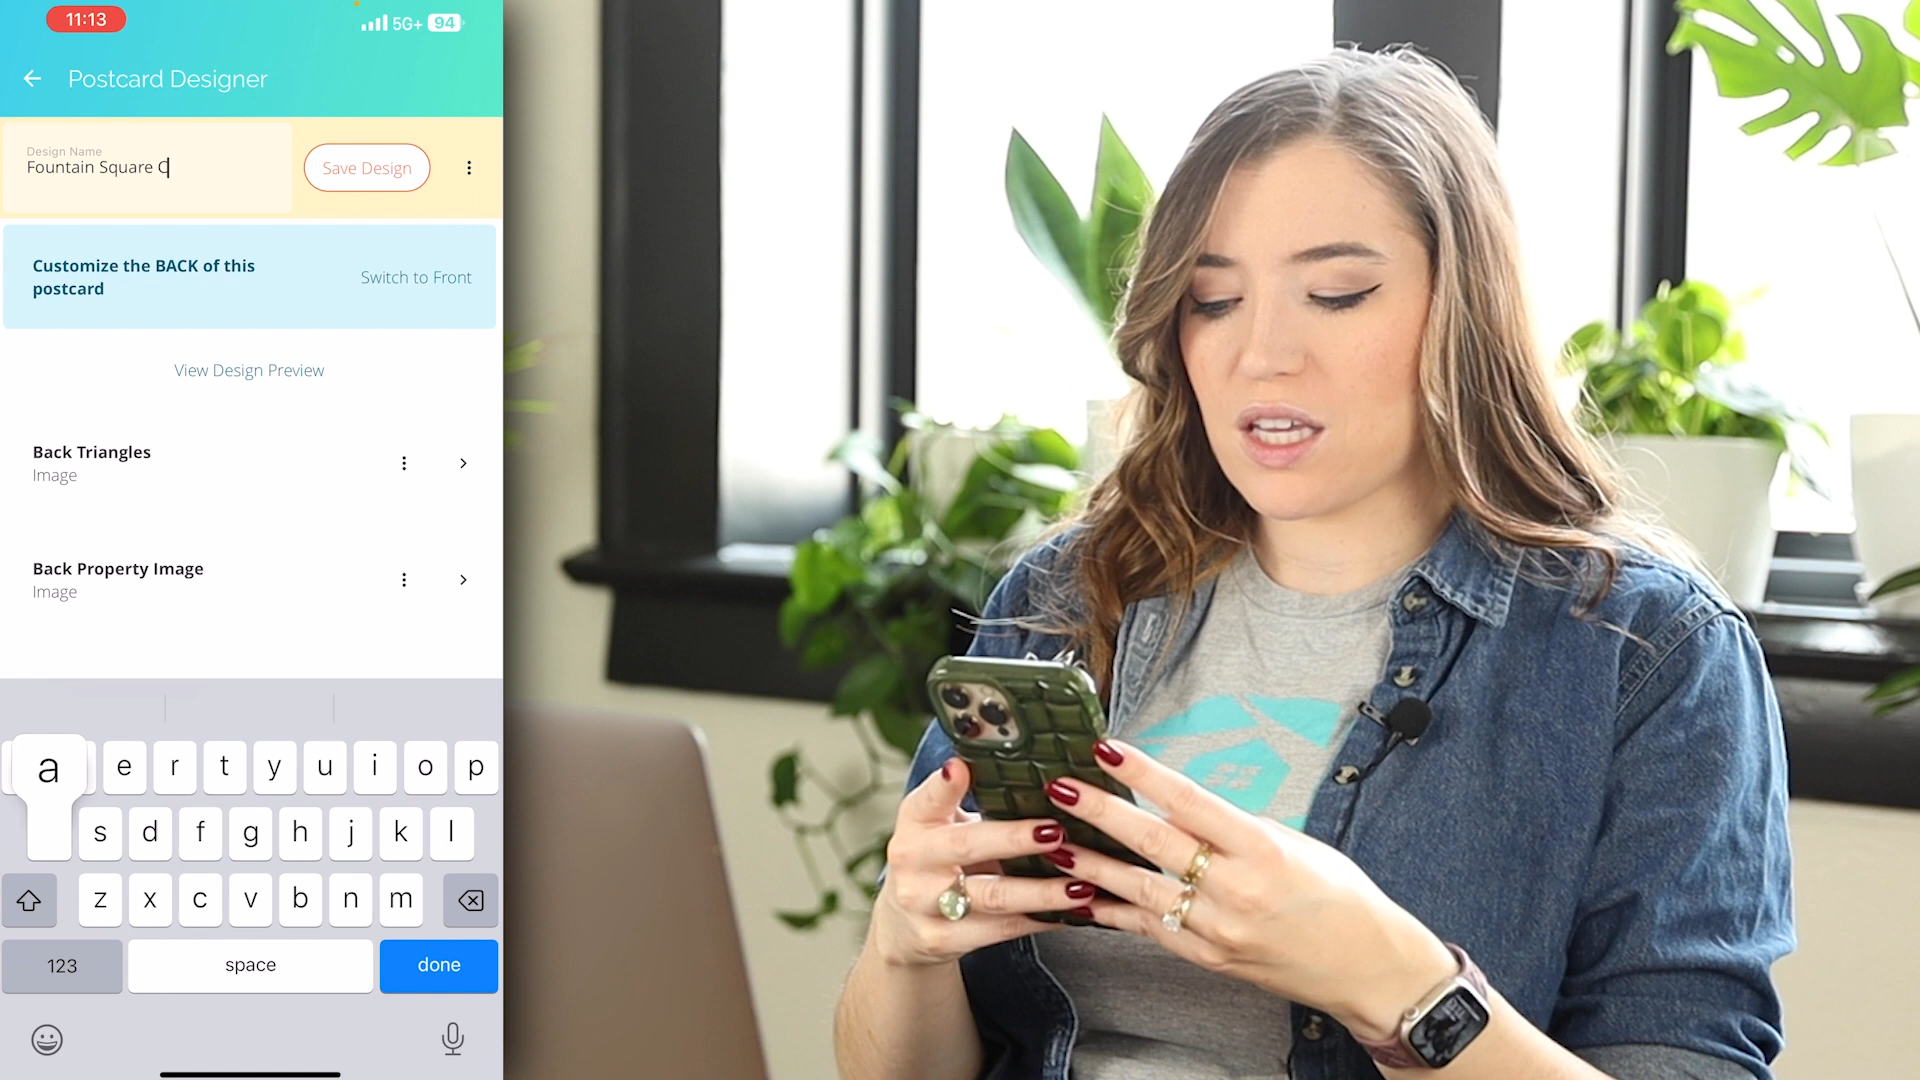 11:13
5G+ 94
Postcard Designer
Design Name
Fountain Square C
Save Design
Customize the BACK of this
postcard
Switch to Front
View Design Preview
Back Triangles
Image
Back Property Image
Image
a e r t y u i o p
s d f g h j k l
z x c v b n m
123 space done